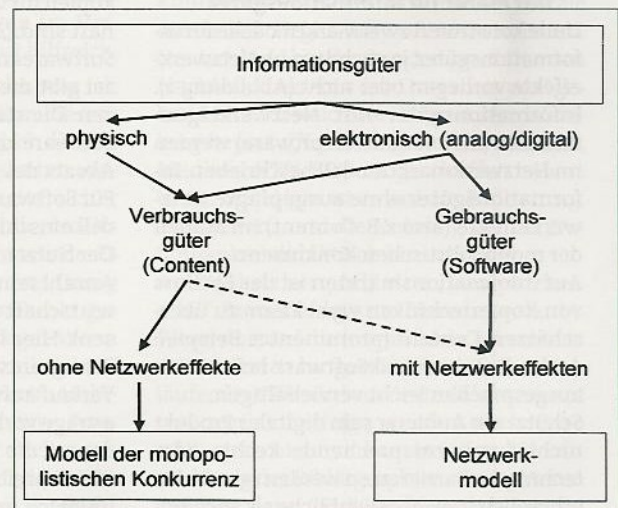 Informationsgüter
physisch
elektronisch (analog/digital)
Verbrauchs-
güter
(Content)
Gebrauchs-
güter
(Software)
ohne Netzwerkeffekte
mit Netzwerkeffekten
Modell der monopo-
listischen Konkurrenz
Netzwerk-
modell